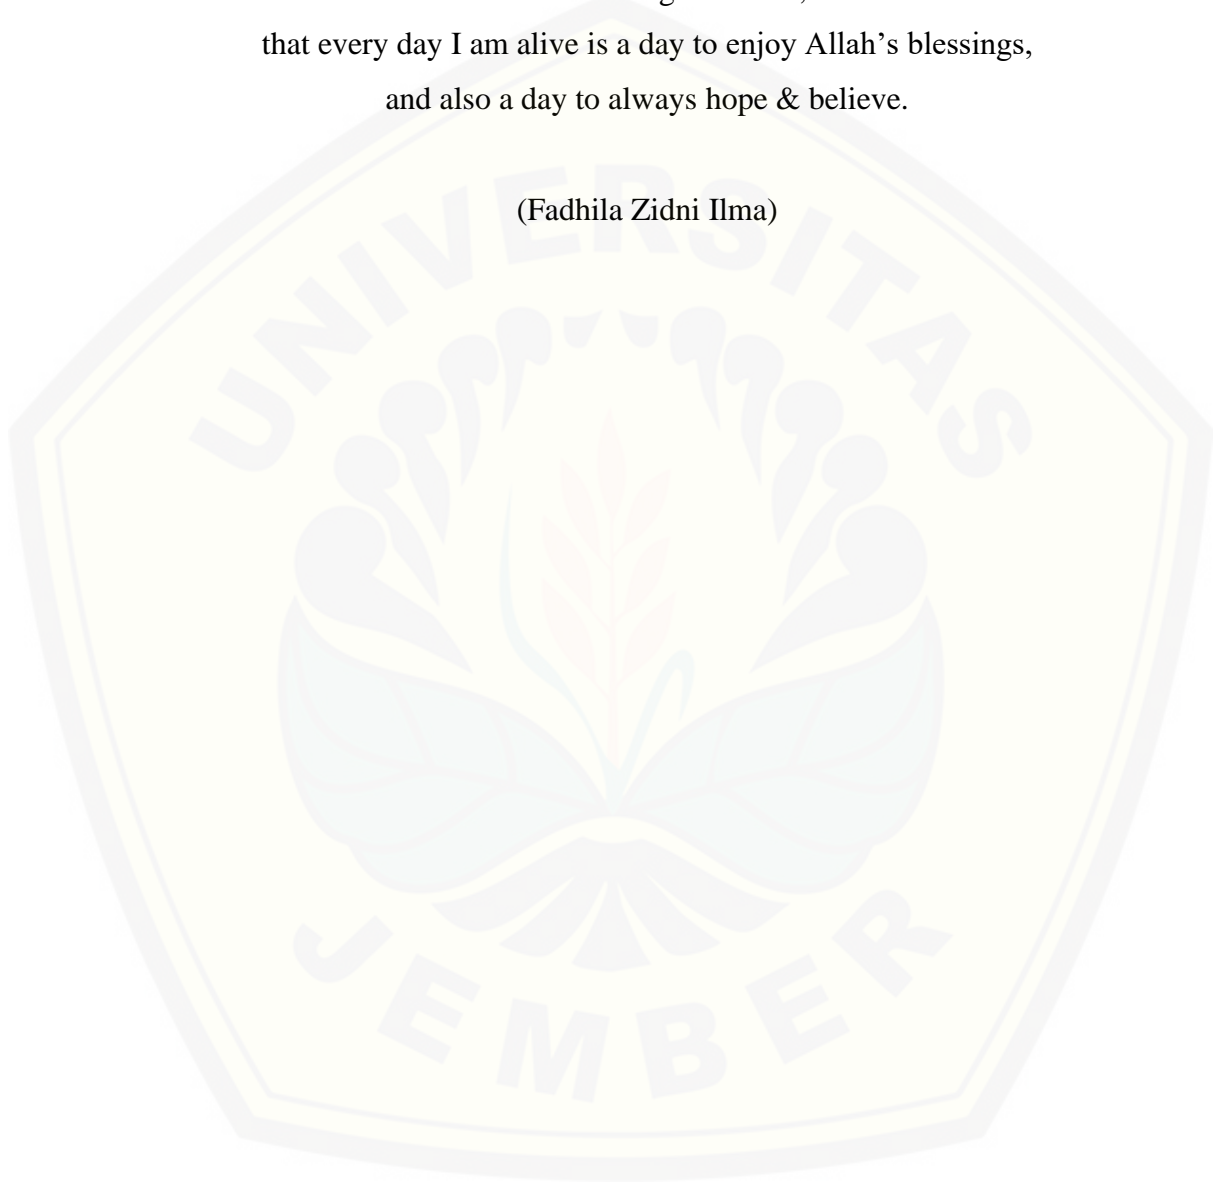 that every day I am alive is a day to enjoy Allah’s blessings,
and also a day to always hope & believe.
(Fadhila Zidni Ilma)
UNIVERSITAS
JEMBER